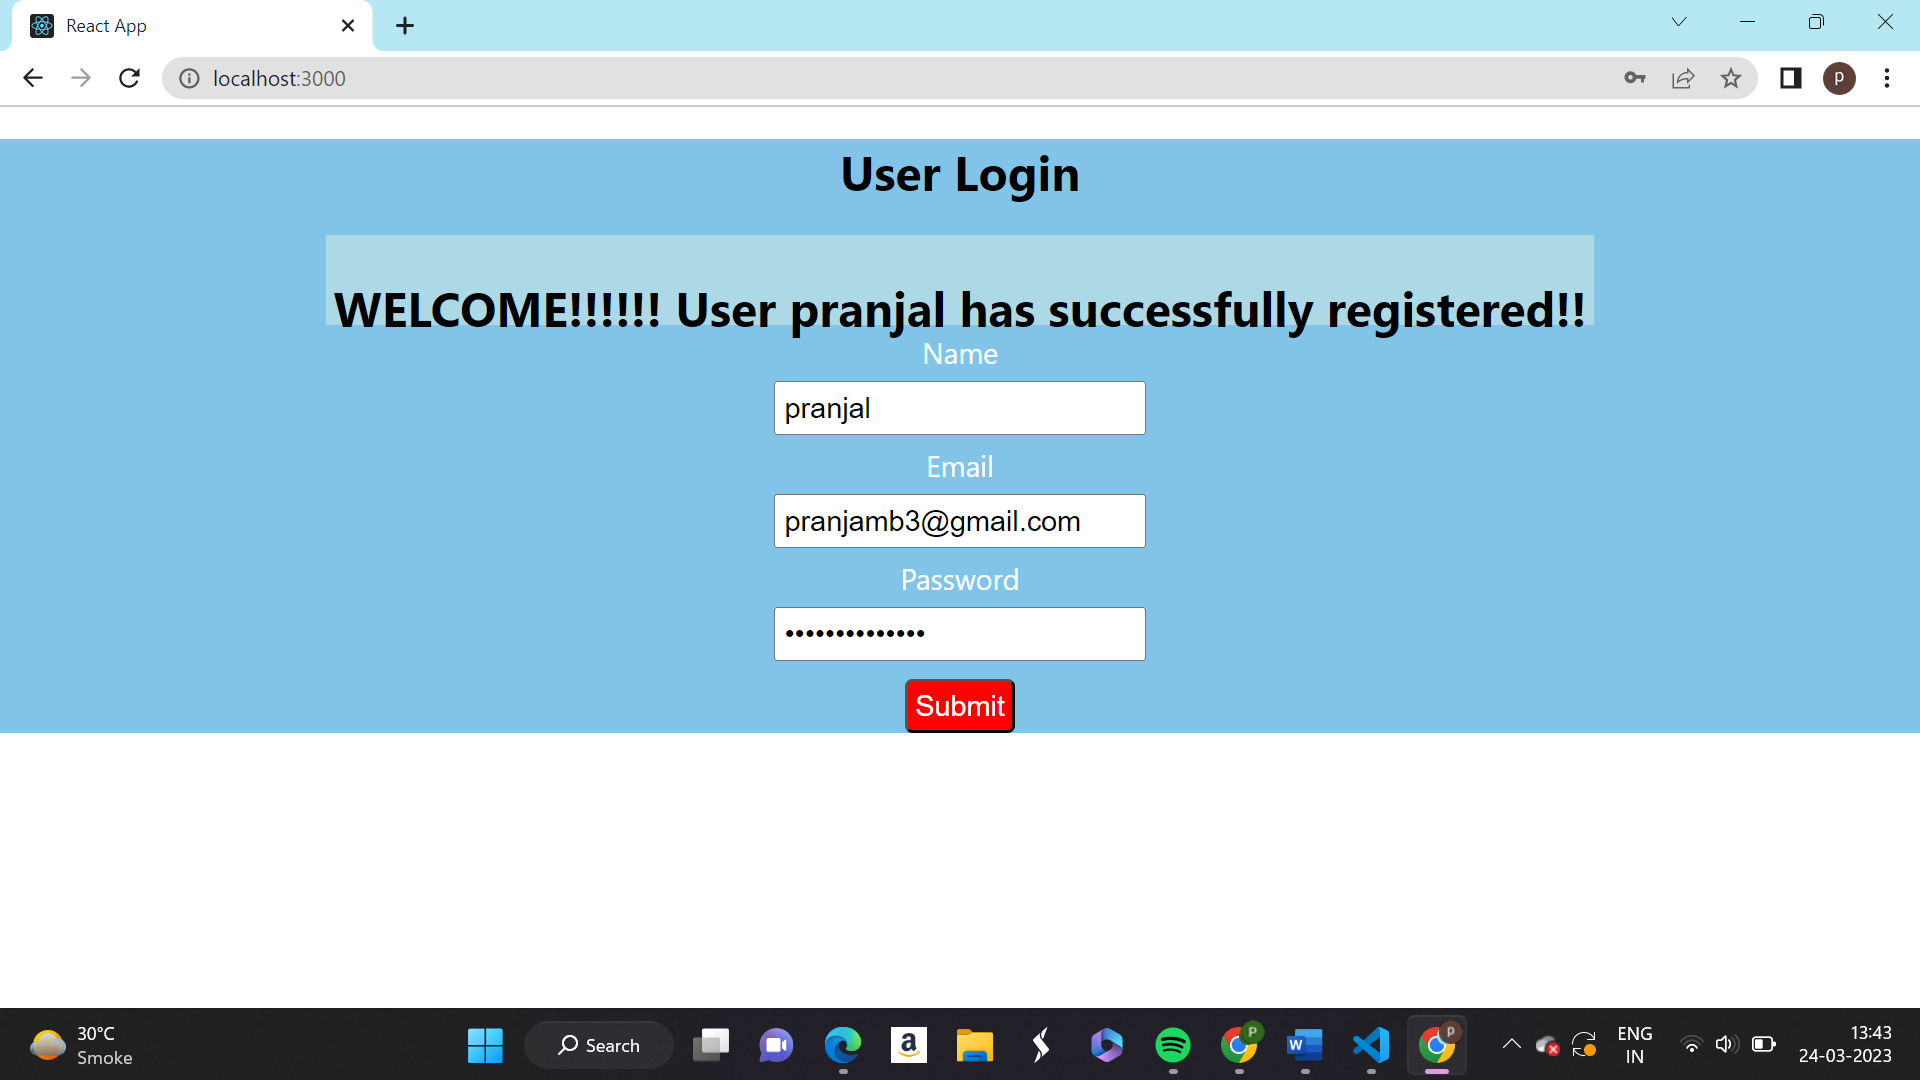 React App
localhost:3000
p
User Login
WELCOME!!!!!! User pranjal has successfully registered!!
Name
pranjal
Email
pranjamb3@gmail.com
Password
••••••••••••••
Submit
30°C
Smoke
Search
a
P
W
p
ENG
IN
13:43
24-03-2023